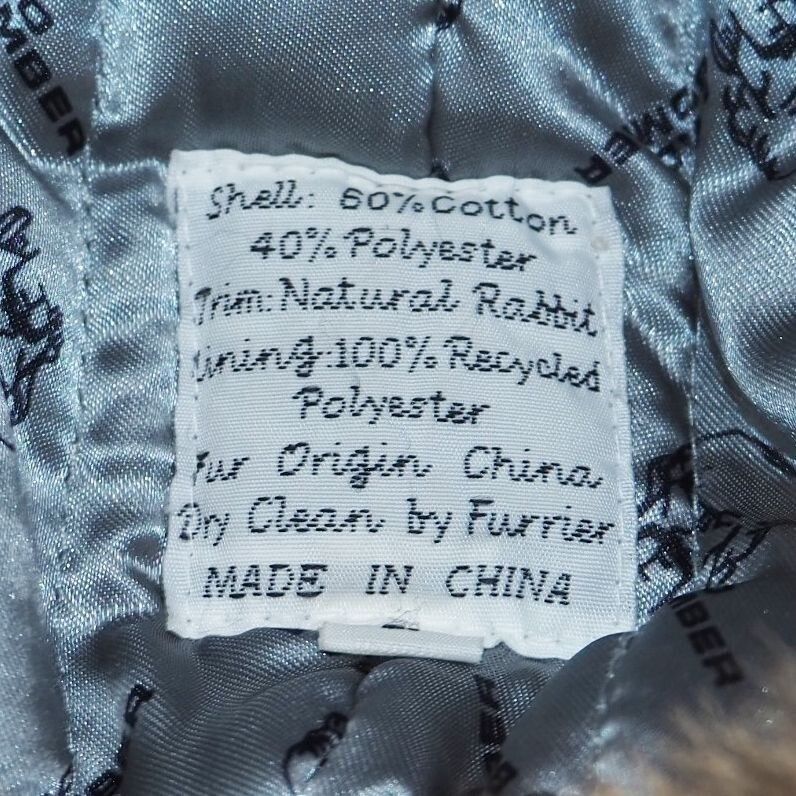 Shell: 60% Cotton
40% Polyester
Trim: Natural Rabbit
Lining: 100% Recycled
Polyester
Fur Origin China
Dry Clean by Furrier
MADE IN CHINA